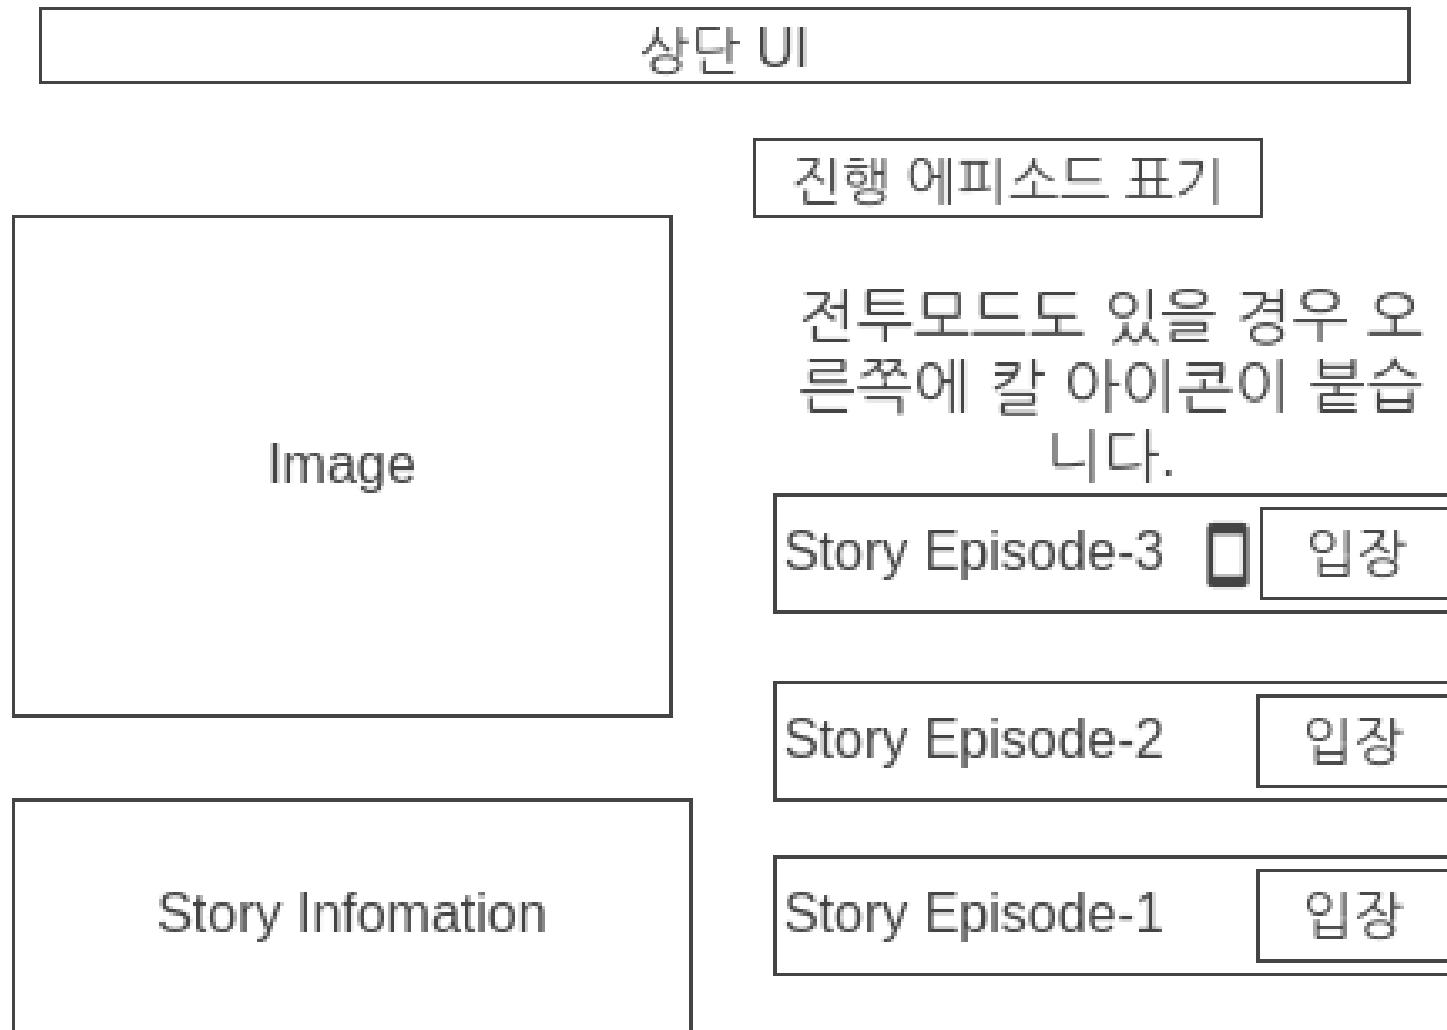 상단 UI
진행 에피소드 표기
Image
전투모드도 있을 경우 오
른쪽에 칼 아이콘이 붙습
니다.
Story Episode-3
입장
Story Episode-2
입장
Story Infomation
Story Episode-1
입장